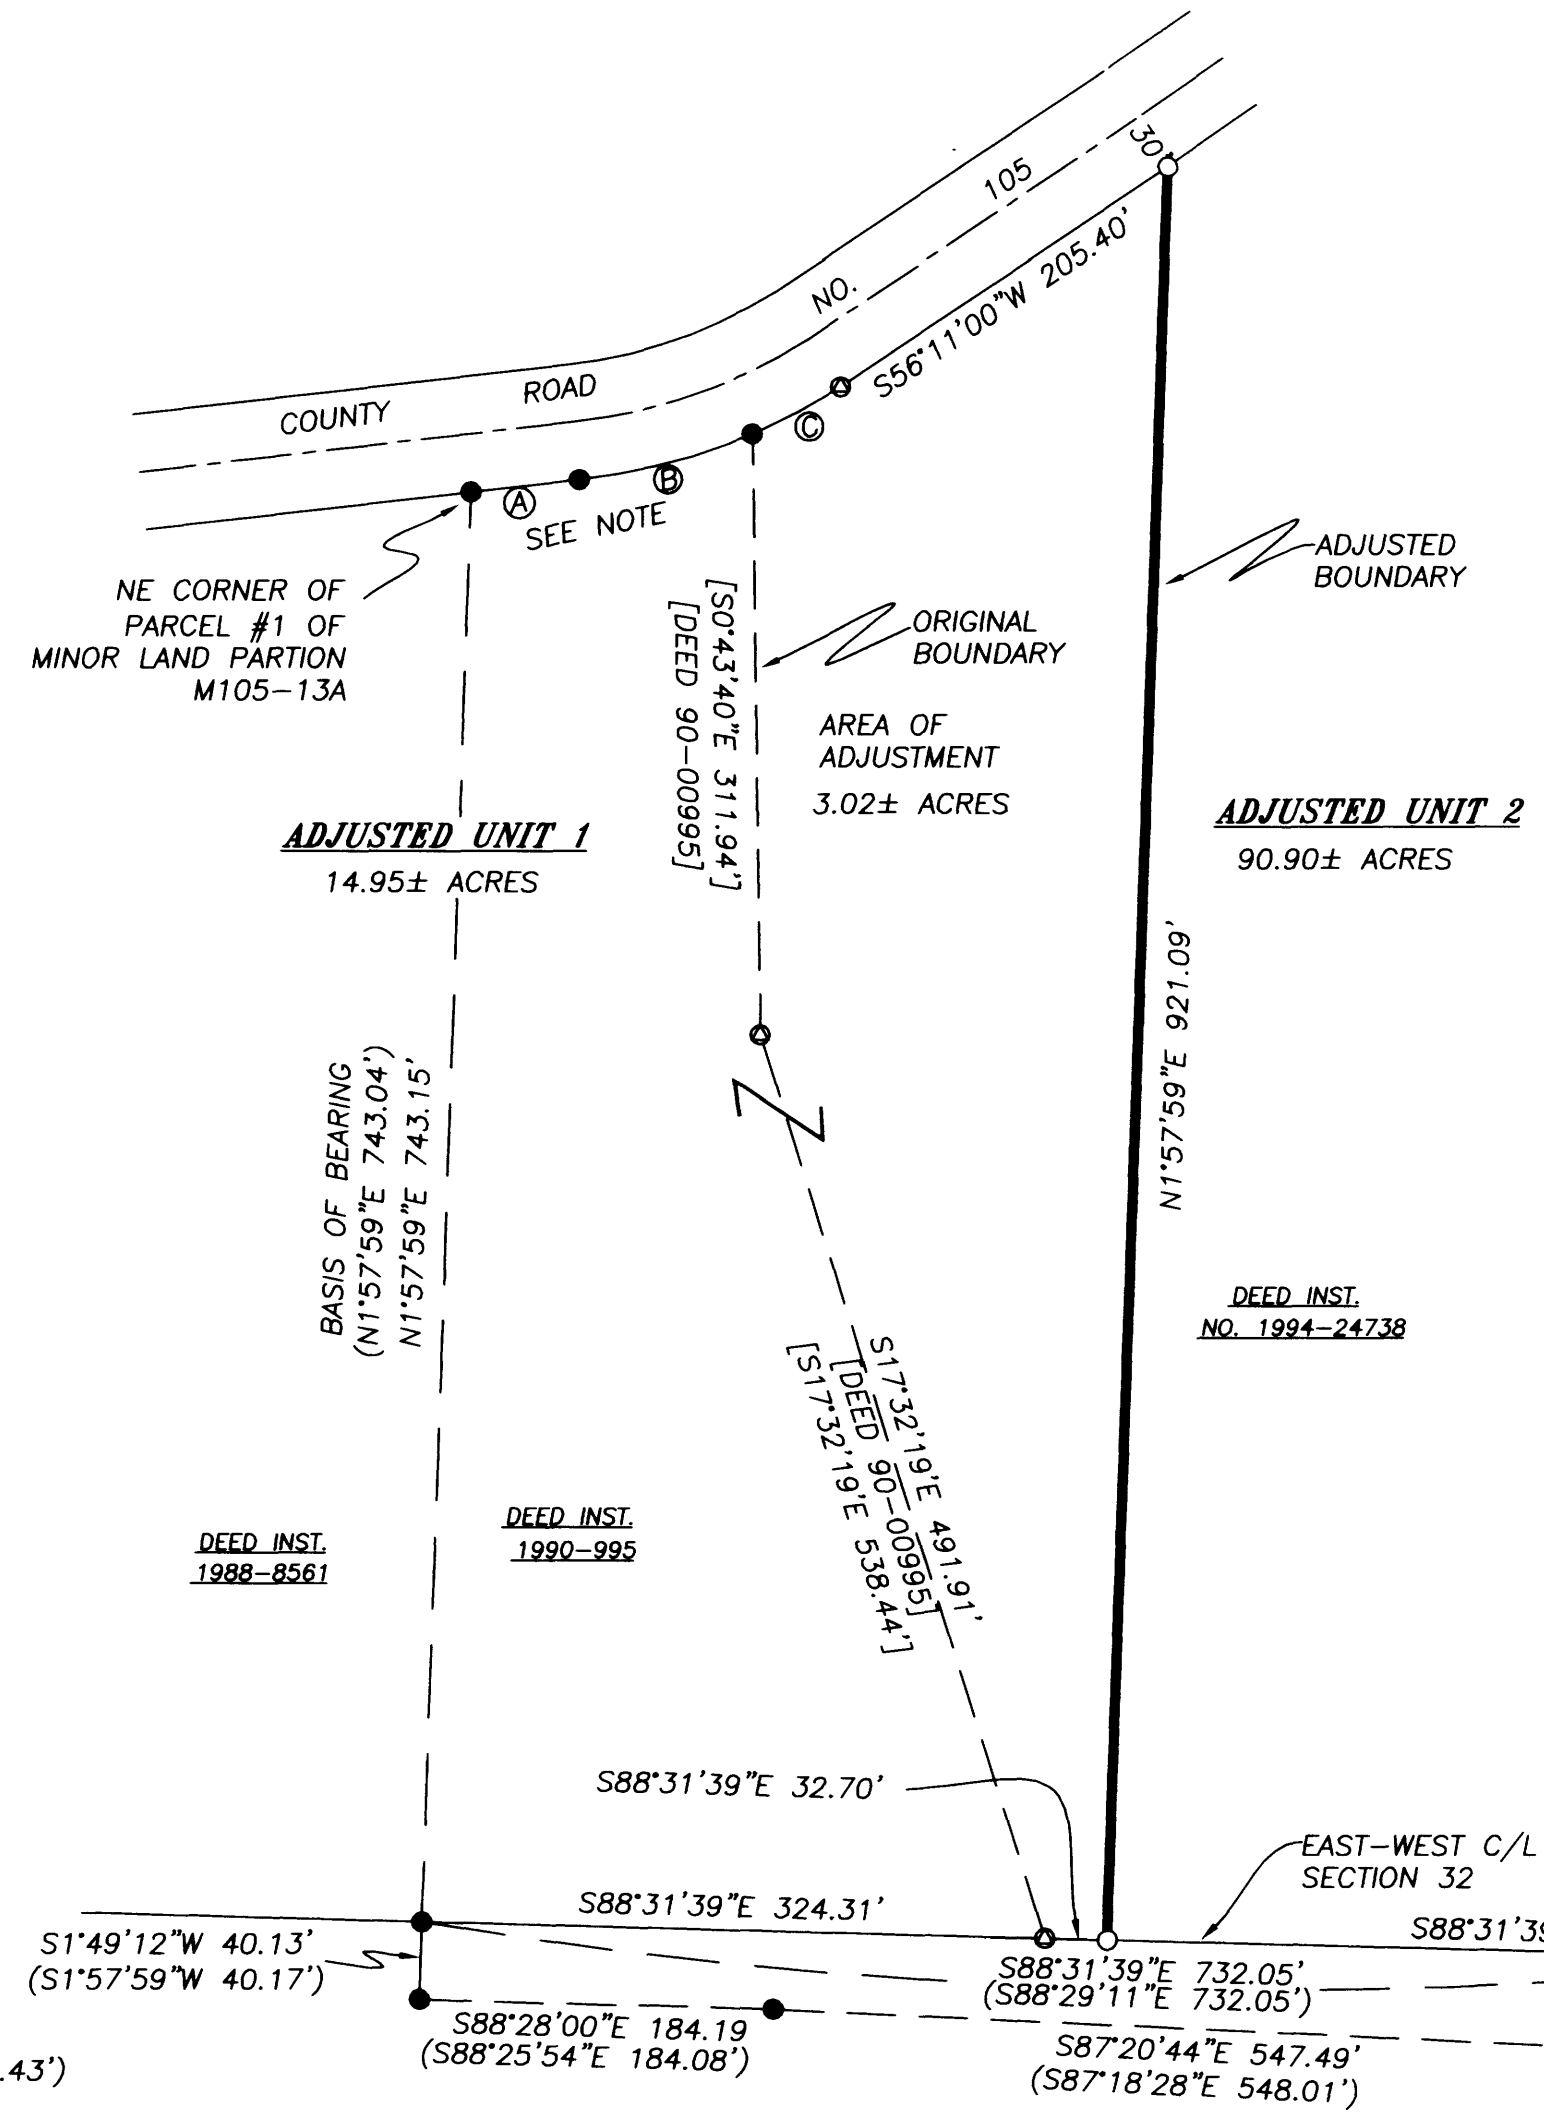 30'
105
NO.
ROAD
COUNTY
S56°11'00"W 205.40'
C
B
A
SEE NOTE
NE CORNER OF
PARCEL #1 OF
MINOR LAND PARTION
M105-13A
ADJUSTED
BOUNDARY
ORIGINAL
BOUNDARY
[S0°43'40"E 311.94']
[DEED 90-00995]
AREA OF
ADJUSTMENT
3.02± ACRES
ADJUSTED UNIT 1
14.95± ACRES
ADJUSTED UNIT 2
90.90± ACRES
N1°57'59"E 921.09'
BASIS OF BEARING
(N1°57'59"E 743.04')
N1°57'59"E 743.15'
DEED INST.
NO. 1994-24738
S17°32'19'E 491.91'
[DEED 90-00995]
[S17°32'19'E 538.44']
DEED INST.
1990-995
DEED INST.
1988-8561
S88°31'39"E 32.70'
EAST-WEST C/L
SECTION 32
S88°31'39"E 324.31'
S88°31'39
S1°49'12"W 40.13'
(S1°57'59"W 40.17')
S88°31'39"E 732.05'
(S88°29'11"E 732.05')
S88°28'00"E 184.19
(S88°25'54"E 184.08')
S87°20'44"E 547.49'
(S87°18'28"E 548.01')
.43')